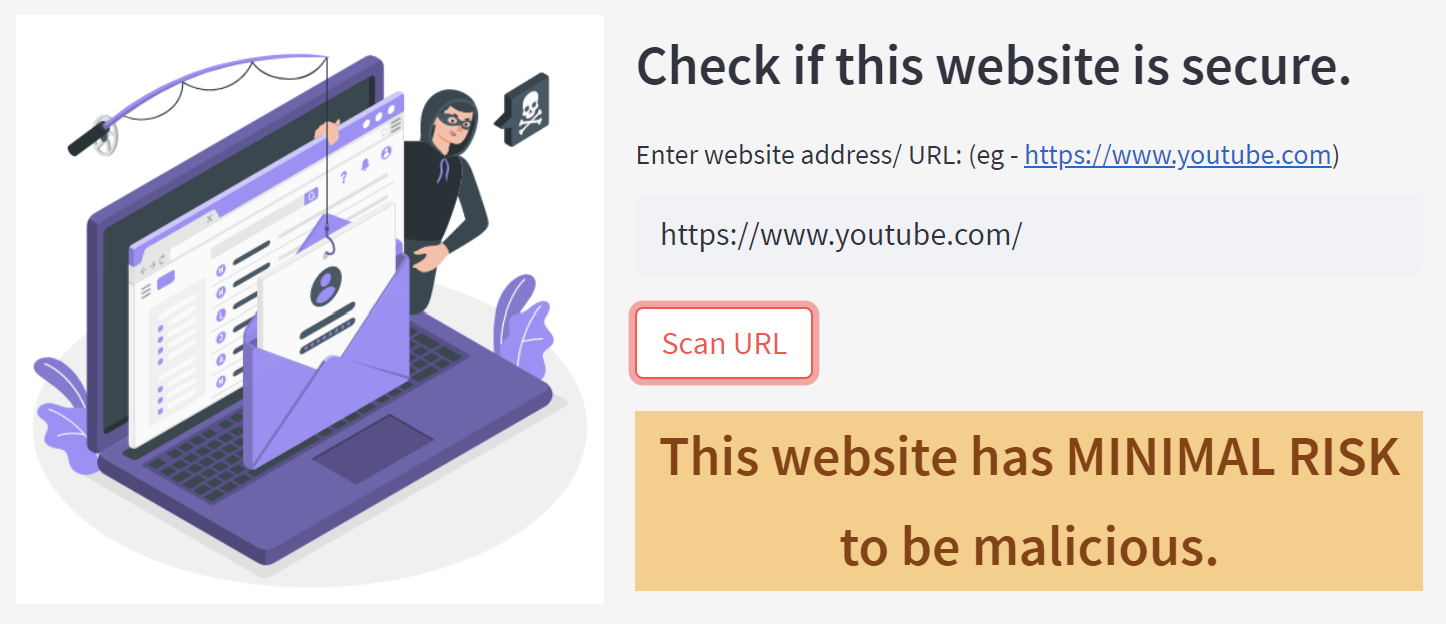 Check if this website is secure.
Enter website address/ URL: (eg - https://www.youtube.com)
https://www.youtube.com/
Scan URL
This website has MINIMAL RISK
to be malicious.